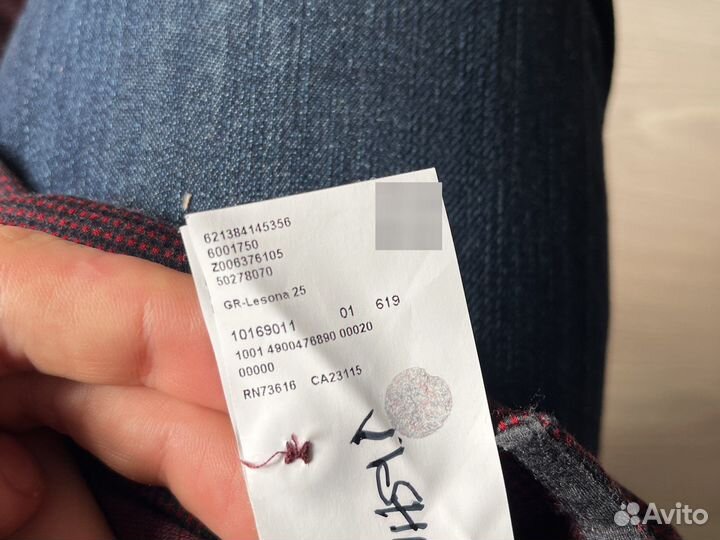 621384145356
6001750
Z006376105
50278070
GR-Lesona 25
10169011 01 619
1001 4900476890 00020
00000
RN73616 CA23115
Avito